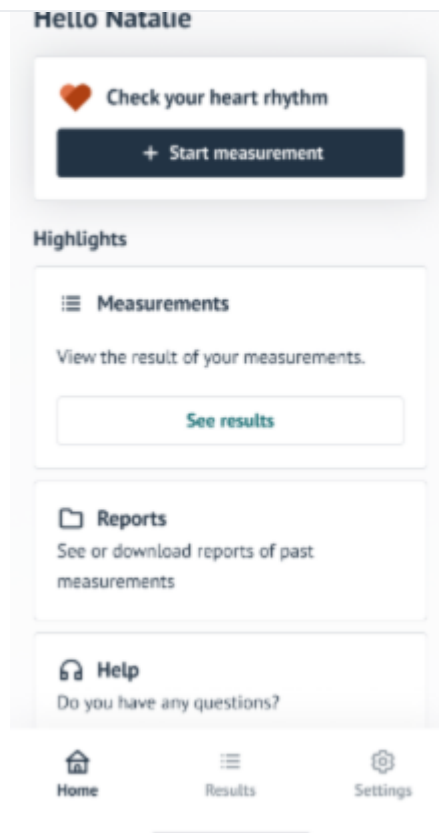 Hello Natalie
Check your heart rhythm
+ Start measurement
Highlights
Measurements
View the result of your measurements.
See results
Reports
See or download reports of past
measurements
Help
Do you have any questions?
Home
Results
Settings